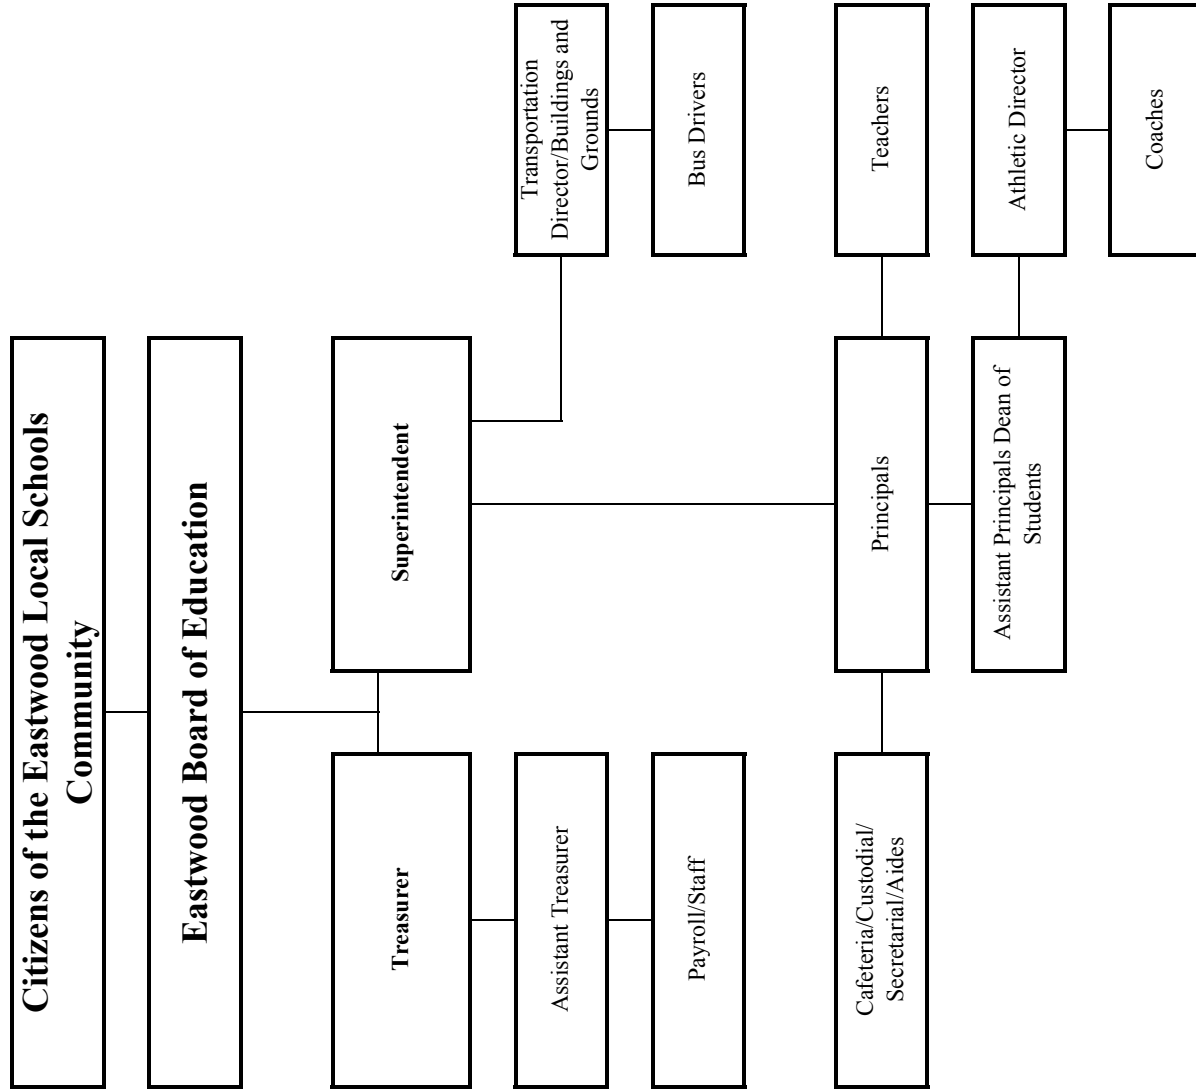 Citizens of the Eastwood Local Schools
Community
Eastwood Board of Education
Treasurer
Superintendent
Assistant Treasurer
Transportation
Director/Buildings and
Grounds
Payroll/Staff
Bus Drivers
Cafeteria/Custodial/
Secretarial/Aides
Principals
Teachers
Assistant Principals Dean of
Students
Athletic Director
Coaches